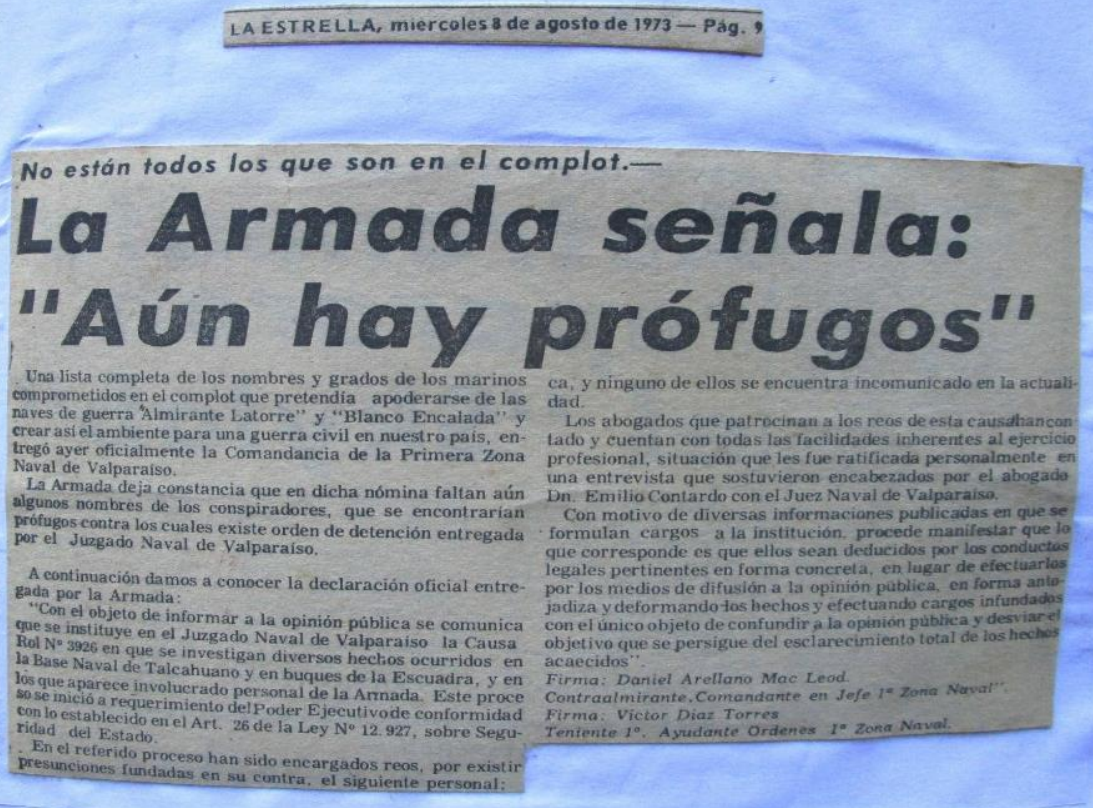 LA ESTRELLA, miércoles 8 de agosto de 1973 — Pág. 9
No están todos los que son en el complot.—
La Armada señala:
"Aún hay prófugos"
Una lista completa de los nombres y grados de los marinos
comprometidos en el complot que pretendía apoderarse de las
naves de guerra "Almirante Latorre" y "Blanco Encalada" y
crear así el ambiente para una guerra civil en nuestro país, en-
tregó ayer oficialmente la Comandancia de la Primera Zona
Naval de Valparaíso.
La Armada deja constancia que en dicha nómina faltan aún
algunos nombres de los conspiradores, que se encontrarían
prófugos contra los cuales existe orden de detención entregada
por el Juzgado Naval de Valparaíso.
A continuación damos a conocer la declaración oficial entre-
gada por la Armada:
"Con el objeto de informar a la opinión pública se comunica
que se instituye en el Juzgado Naval de Valparaíso la Causa
Rol N° 3926 en que se investigan diversos hechos ocurridos en
la Base Naval de Talcahuano y en buques de la Escuadra, y en
los que aparece involucrado personal de la Armada. Este proce
so se inició a requerimiento del Poder Ejecutivo de conformidad
con lo establecido en el Art. 26 de la Ley N° 12.927, sobre Segu-
ridad del Estado.
En el referido proceso han sido encargados reos, por existir
presunciones fundadas en su contra, el siguiente personal:
ca, y ninguno de ellos se encuentra incomunicado en la actuali-
dad.
Los abogados que patrocinan a los reos de esta causa han con-
tado y cuentan con todas las facilidades inherentes al ejercicio
profesional, situación que les fue ratificada personalmente en
una entrevista que sostuvieron encabezados por el abogado
Dn. Emilio Contardo con el Juez Naval de Valparaíso.
Con motivo de diversas informaciones publicadas en que se
formulan cargos a la institución, procede manifestar que lo
que corresponde es que ellos sean deducidos por los conductos
legales pertinentes en forma concreta, en lugar de efectuarlos
por los medios de difusión a la opinión pública, en forma anto-
jadiza y deformando los hechos y efectuando cargos infundados
con el único objeto de confundir a la opinión pública y desviar el
objetivo que se persigue del esclarecimiento total de los hechos
acaecidos".
Firma: Daniel Arellano Mac Leod.
Contraalmirante. Comandante en Jefe 1ª Zona Naval".
Firma: Victor Diaz Torres
Teniente 1°. Ayudante Ordenes 1ª Zona Naval.